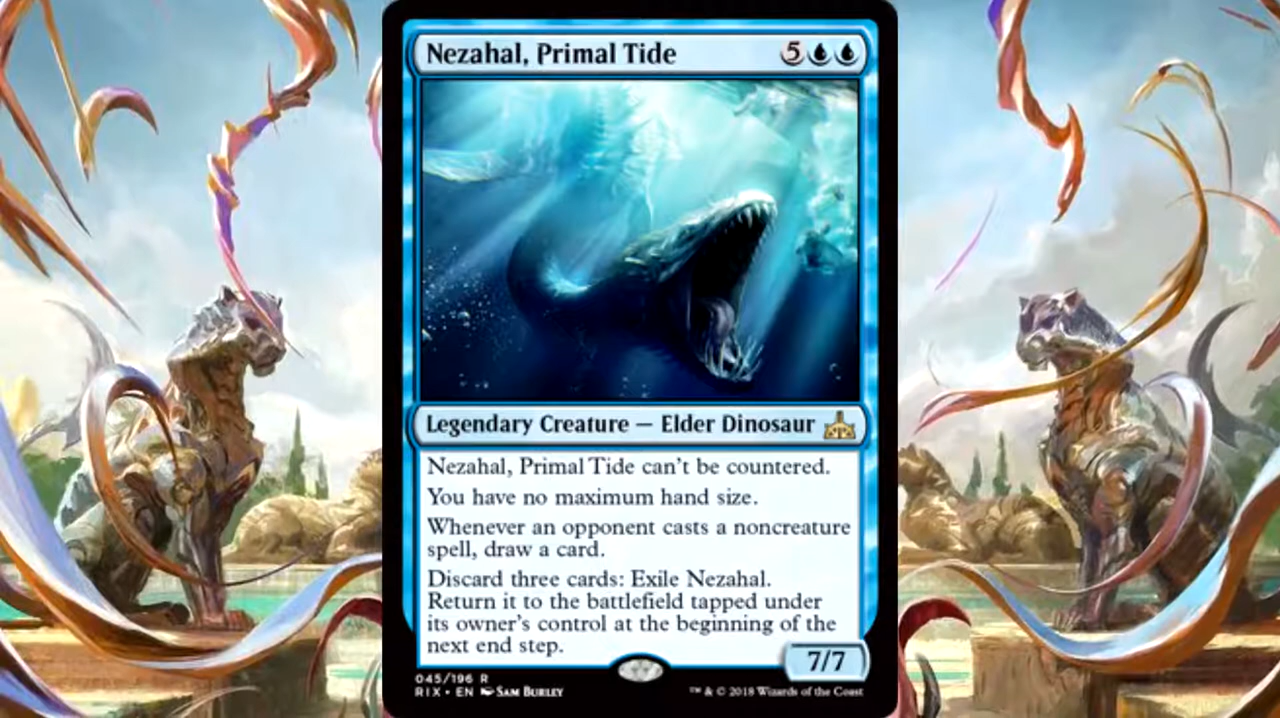 Nezahal, Primal Tide 5
Legendary Creature — Elder Dinosaur
Nezahal, Primal Tide can't be countered.
You have no maximum hand size.
Whenever an opponent casts a noncreature
spell, draw a card.
Discard three cards: Exile Nezahal.
Return it to the battlefield tapped under
its owner's control at the beginning of the
next end step.
7/7
045/196 R
RIX • EN Sam Burley
™ & © 2018 Wizards of the Coast